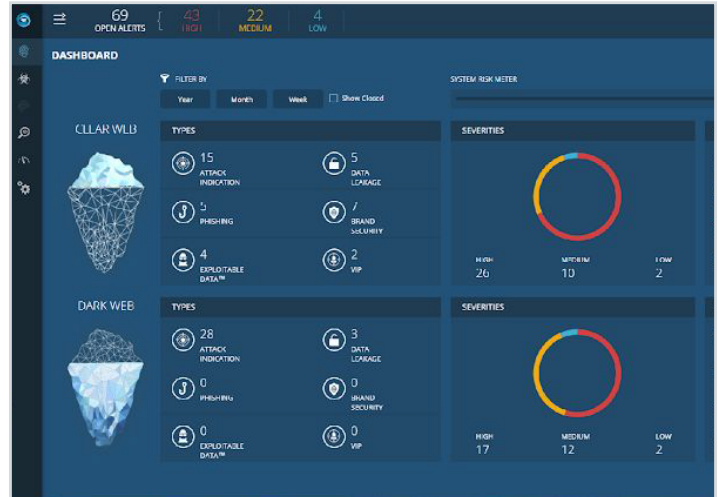 69 43 22 4
OPEN ALERTS HIGH MEDIUM LOW
DASHBOARD
FILTER BY SYSTEM RISK METER
Year Month Week Show Closed
CLEAR WEB TYPES SEVERITIES
15 5
ATTACK INDICATION DATA LEAKAGE
5 7
PHISHING BRAND SECURITY
4 2
EXPLOITABLE DATA™ VIP
HIGH MEDIUM LOW
26 10 2
DARK WEB TYPES SEVERITIES
28 3
ATTACK INDICATION DATA LEAKAGE
0 0
PHISHING BRAND SECURITY
0 0
EXPLOITABLE DATA™ VIP
HIGH MEDIUM LOW
17 12 2